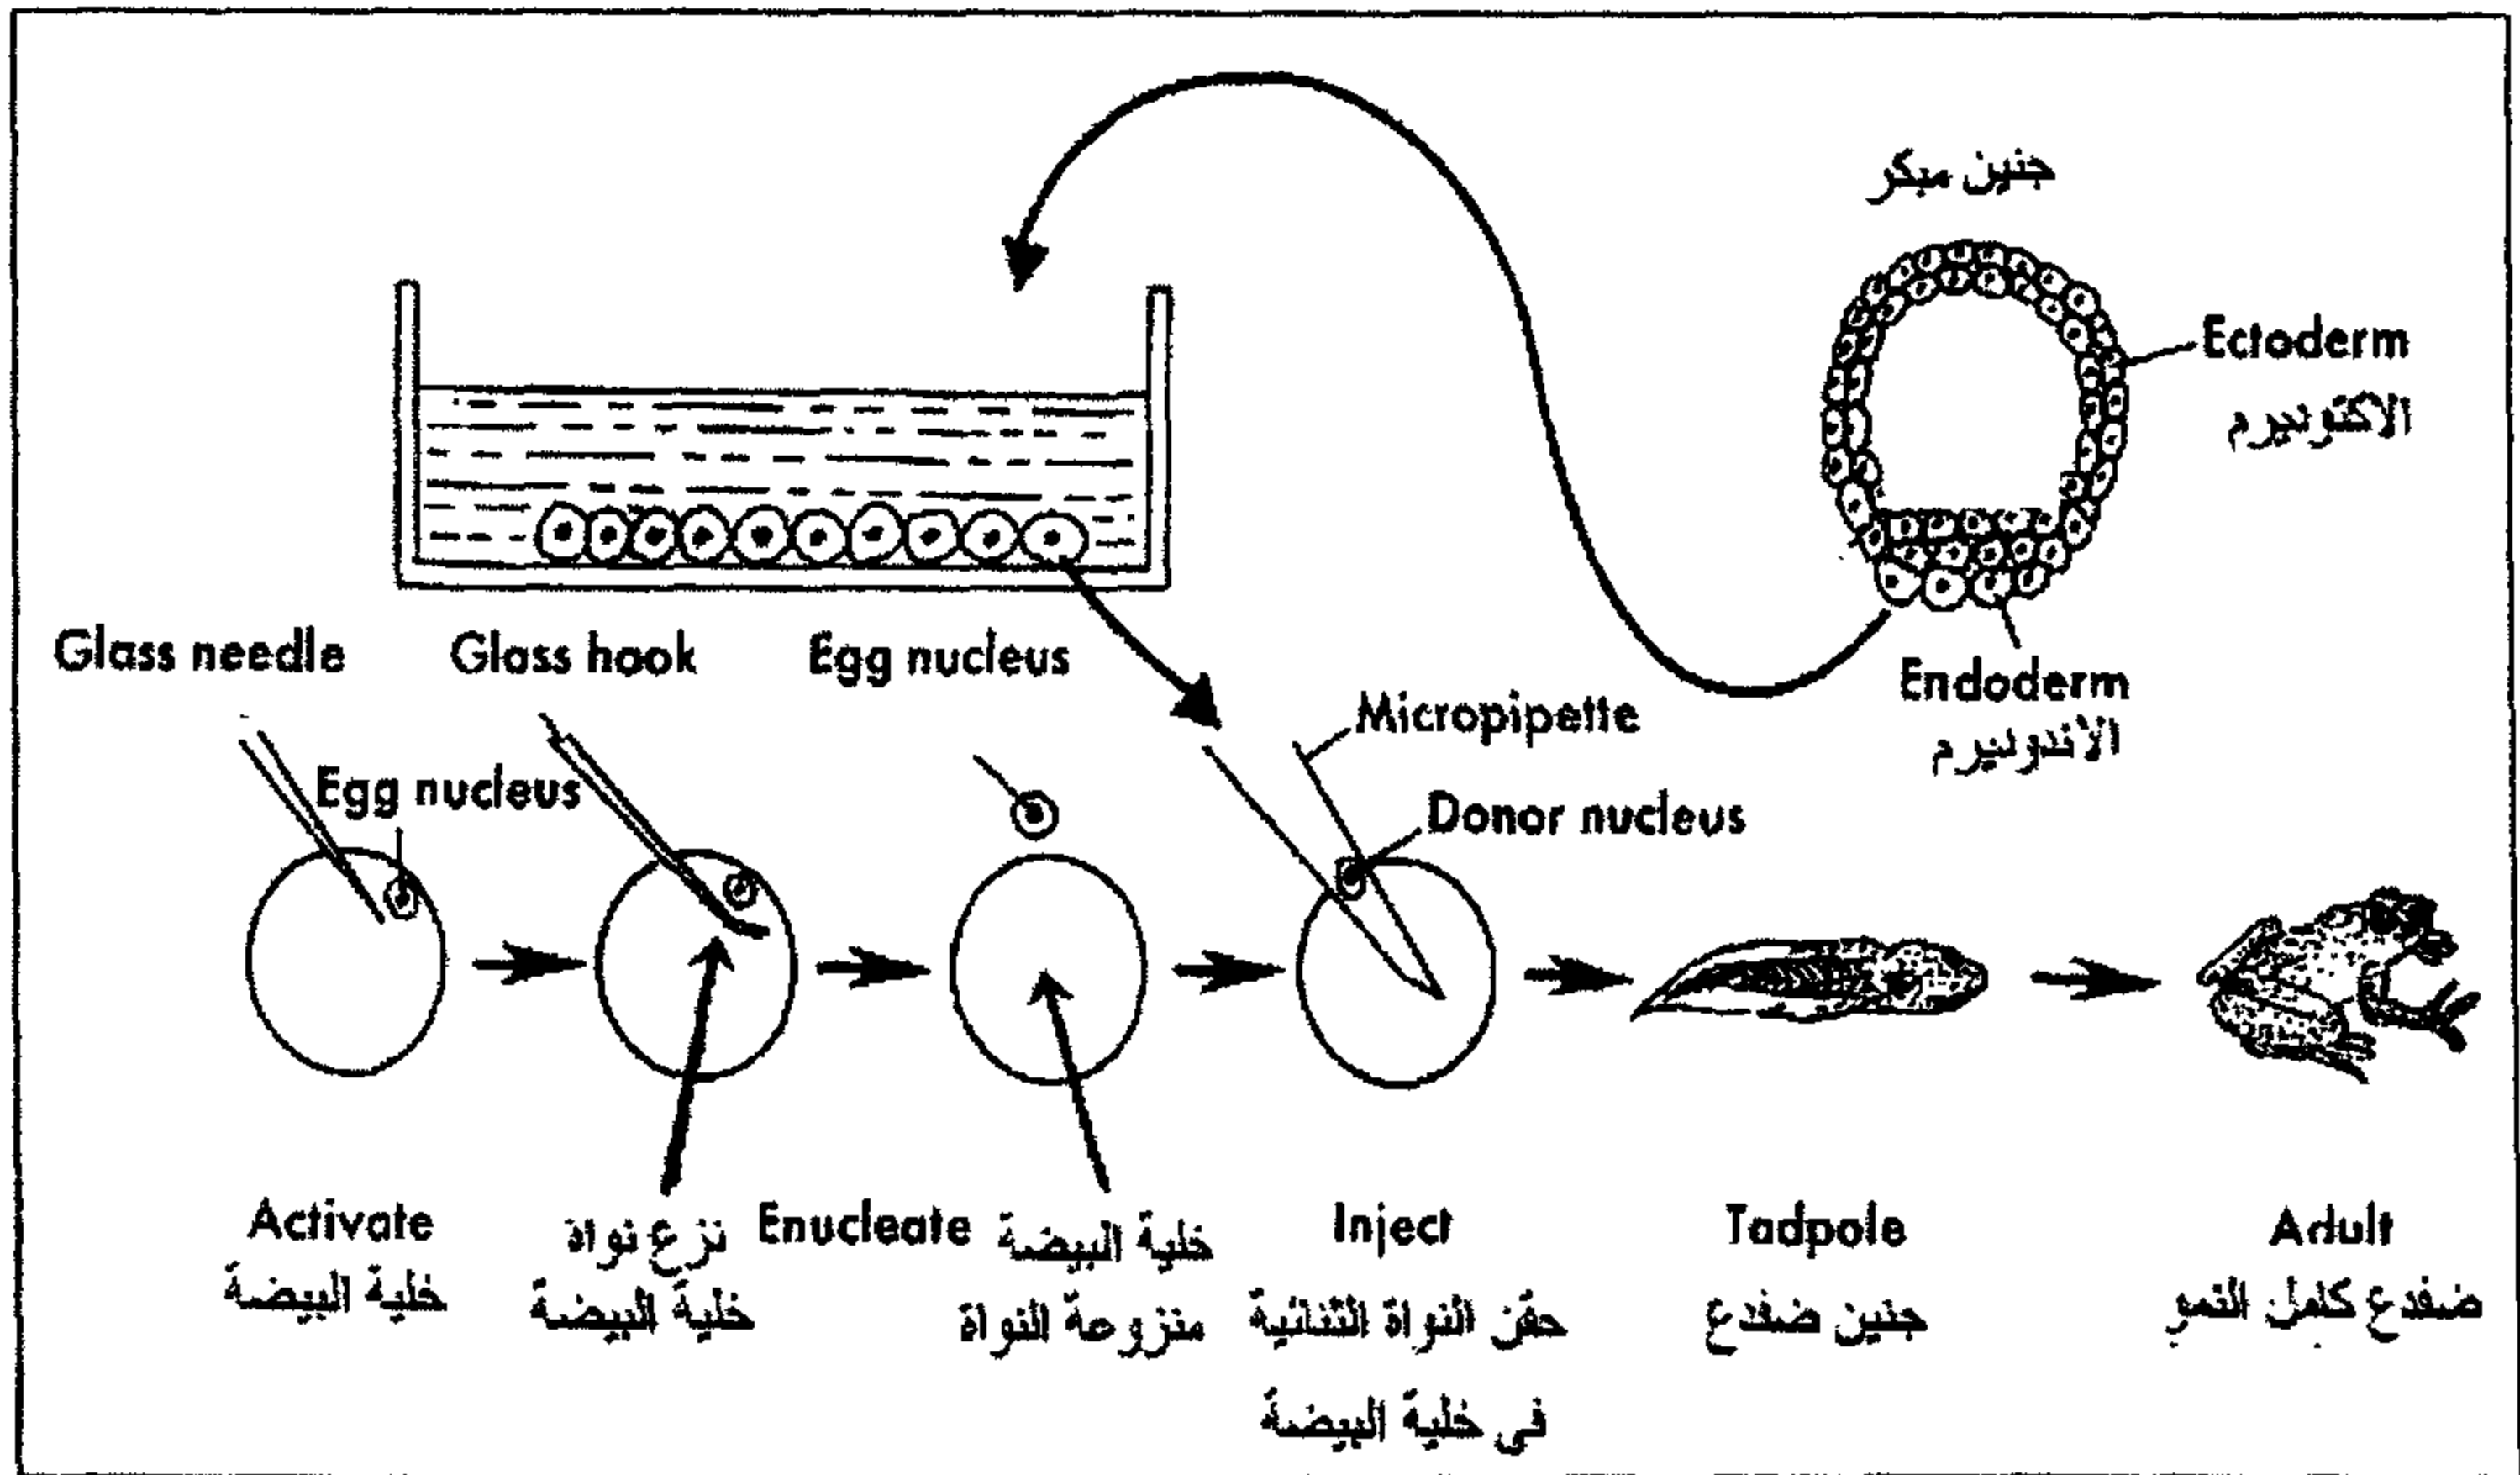 جنين مبكر
Ectoderm
الاكتوديرم
Glass needle
Glass hook
Egg nucleus
Endoderm
الاندوديرم
Micropipette
Egg nucleus
Donor nucleus
Activate
خلية البيضة
نزع نواة
خلية البيضة
Enucleate
خلية البيضة
منزوعة النواة
Inject
حقن النواة الثنائية
في خلية البيضة
Tadpole
جنين ضفدع
Adult
ضفدع كامل النمو